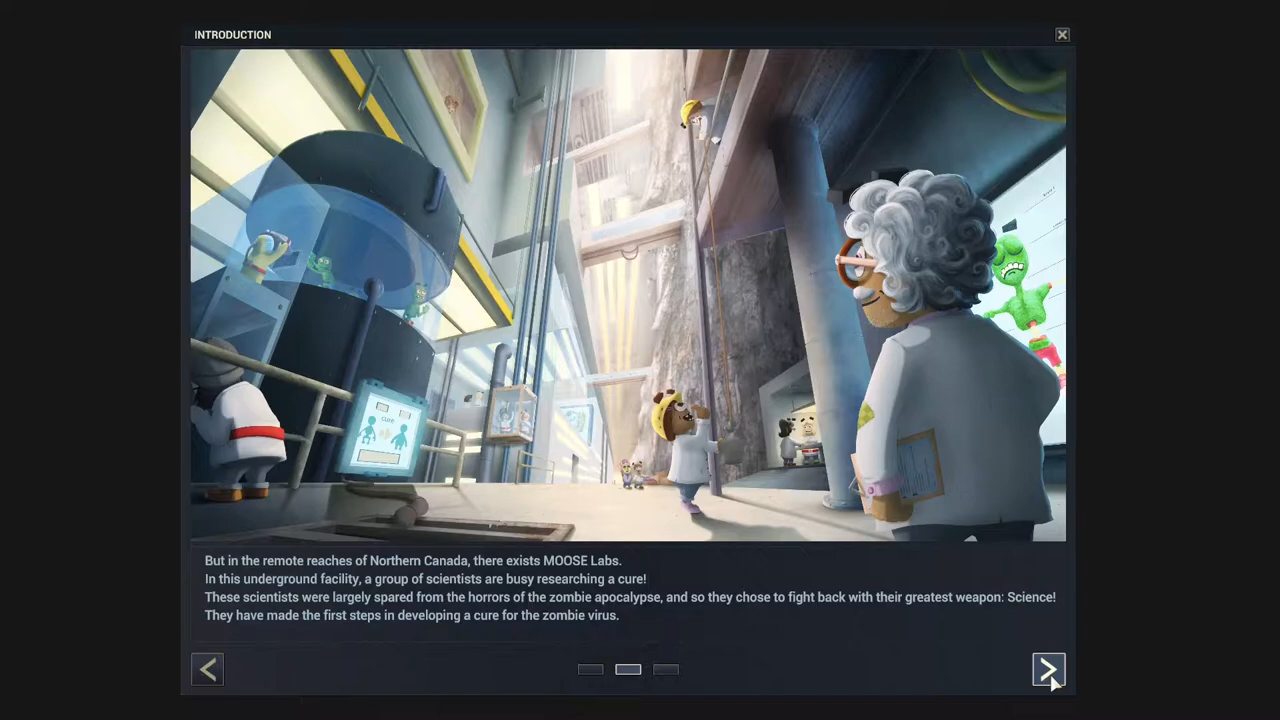 INTRODUCTION
CURE
But in the remote reaches of Northern Canada, there exists MOOSE Labs.
In this underground facility, a group of scientists are busy researching a cure!
These scientists were largely spared from the horrors of the zombie apocalypse, and so they chose to fight back with their greatest weapon: Science!
They have made the first steps in developing a cure for the zombie virus.